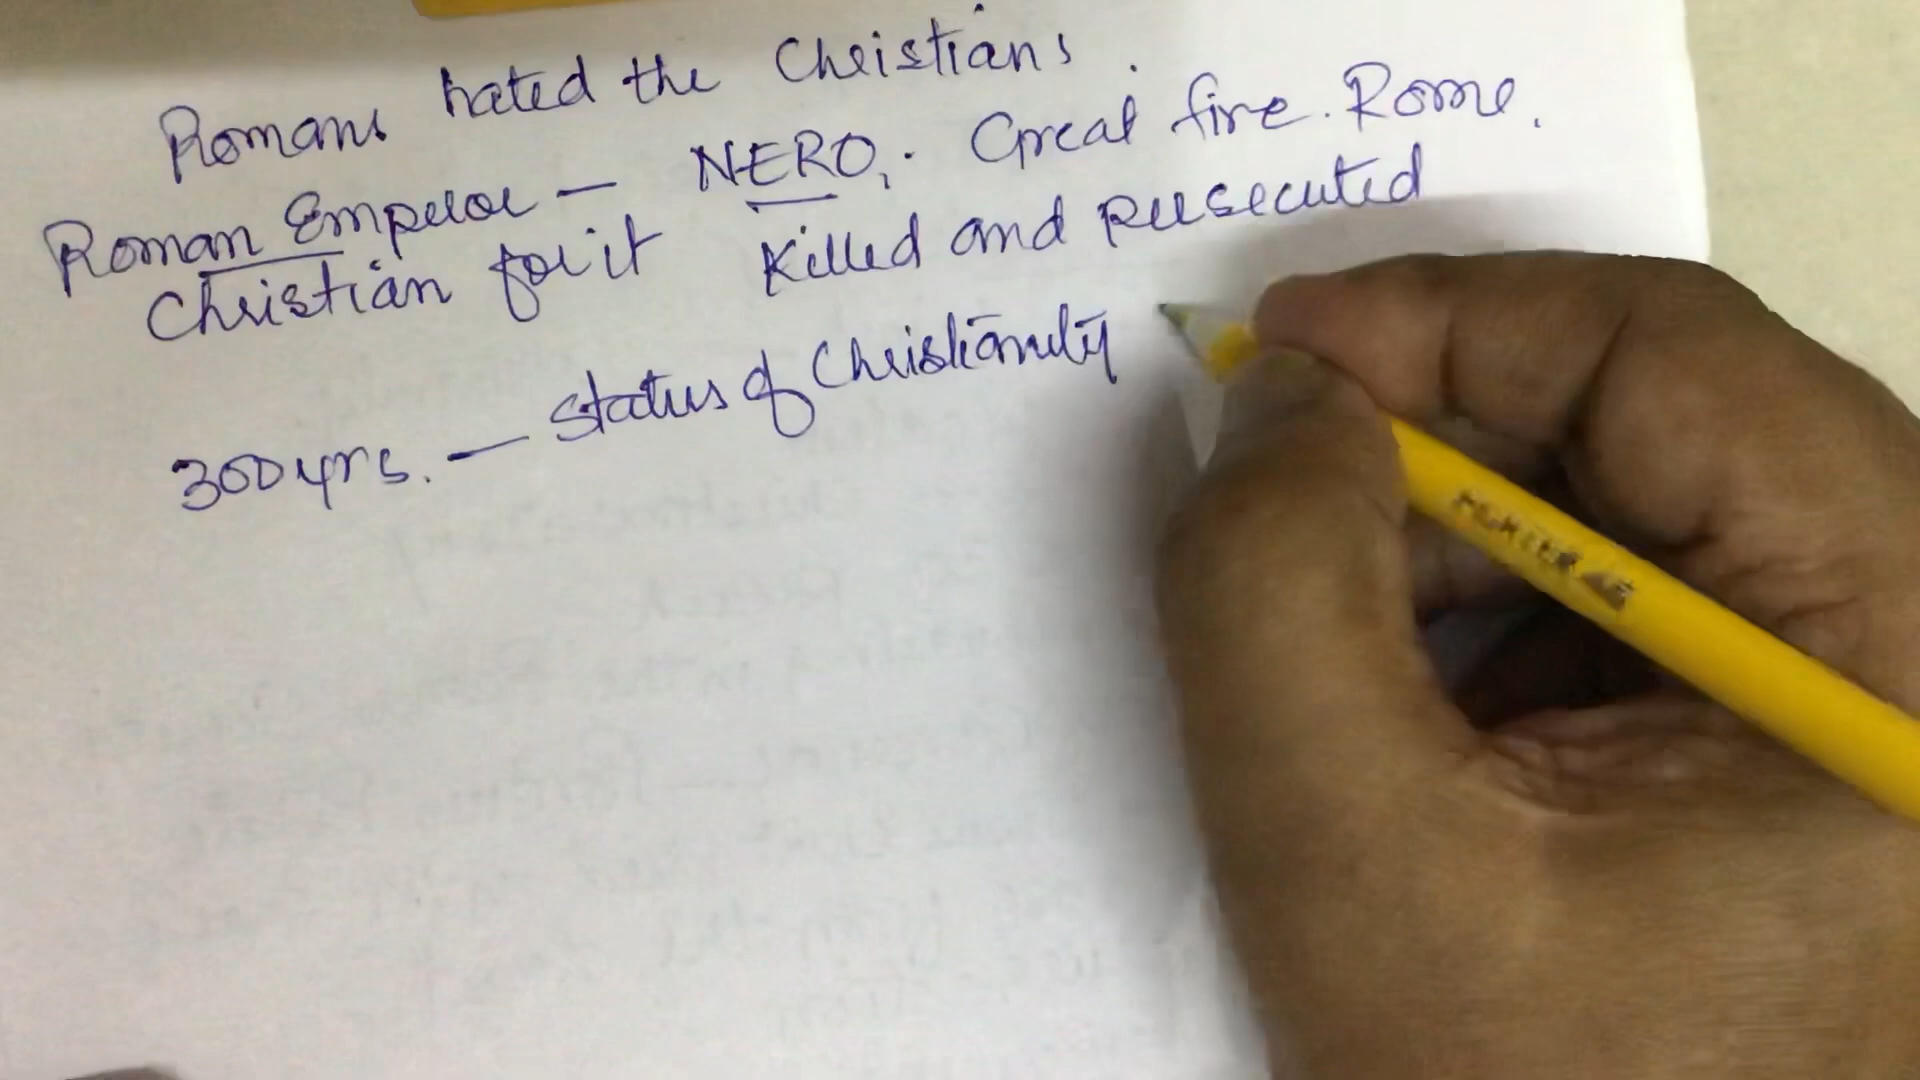 Romans hated the Christians.
Roman Emperor — NERO, . Great fire . Rome.
Christian for it killed and persecuted
300 yrs. — status of Christianity